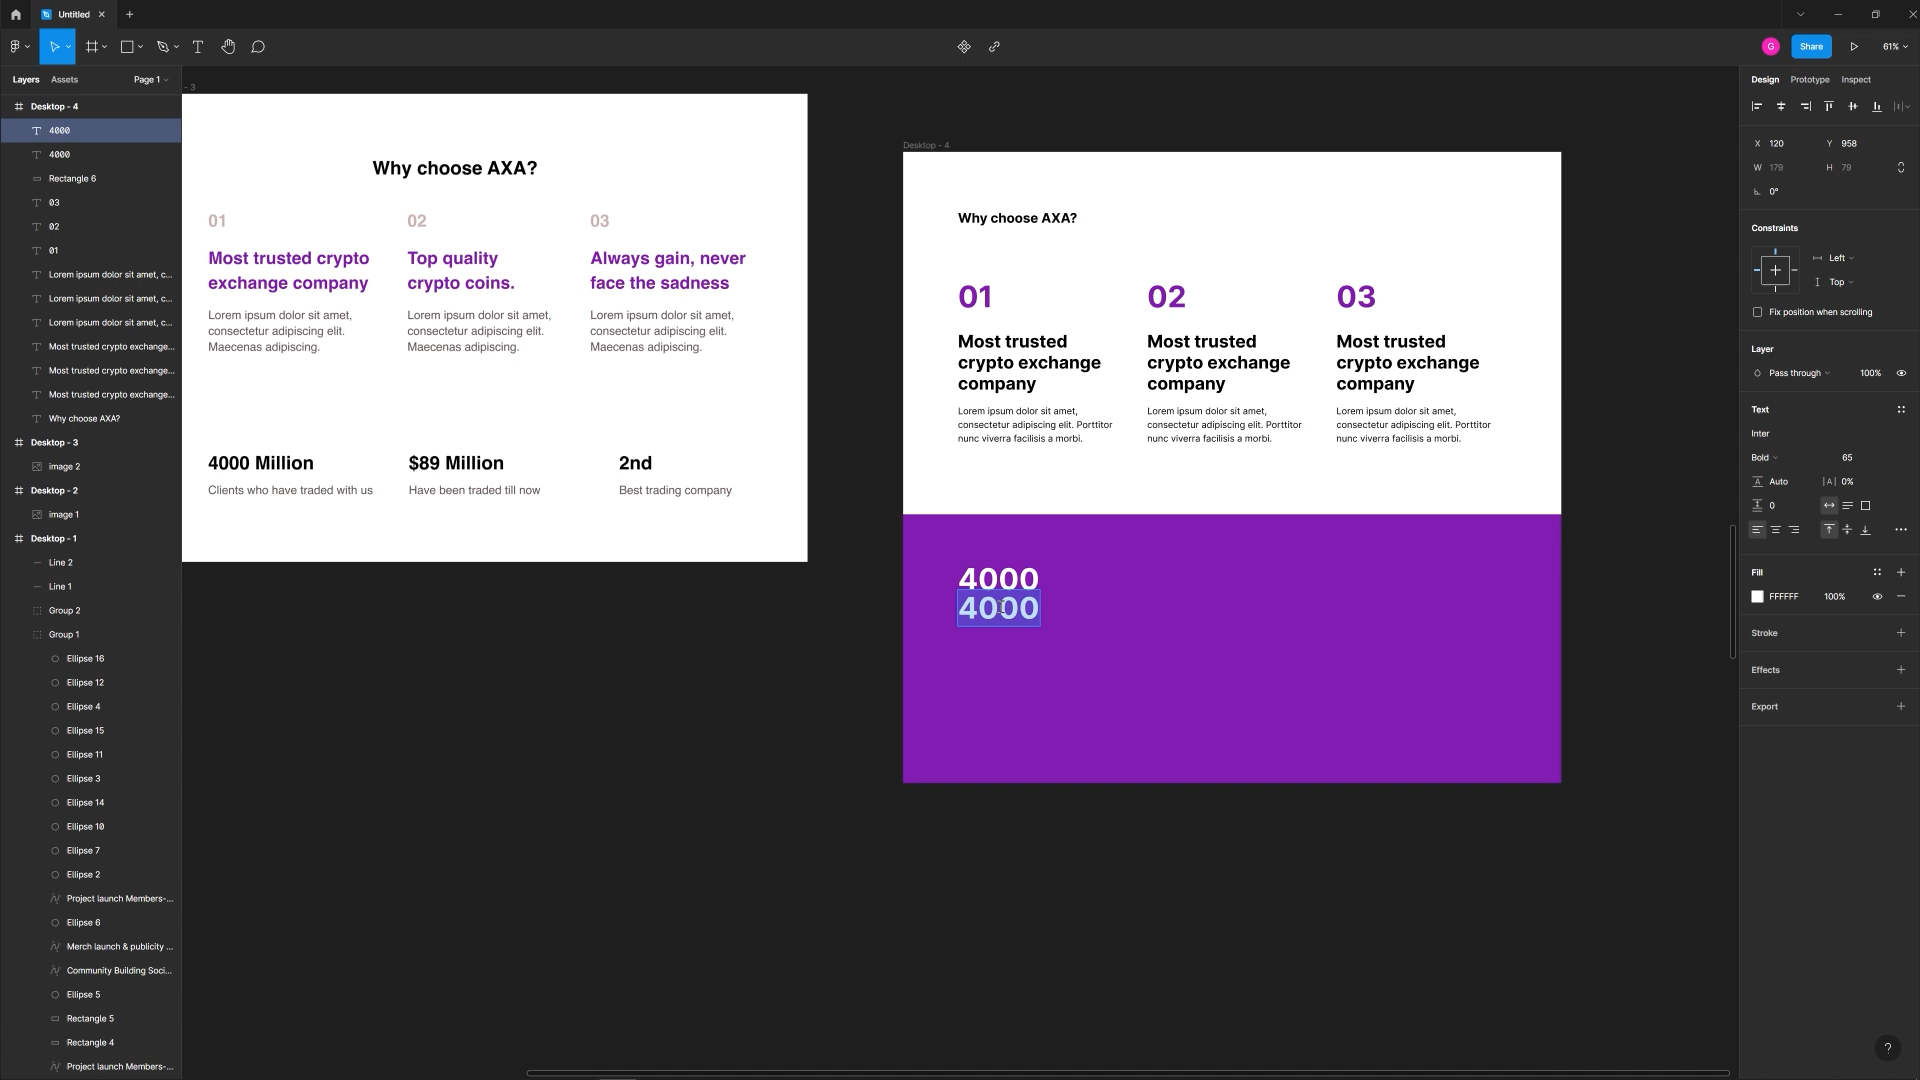 Untitled
61%
G
Share
Layers
Assets
Page 1
Desktop - 4
4000
4000
Rectangle 6
03
02
01
Lorem ipsum dolor sit amet, c...
Lorem ipsum dolor sit amet, c...
Lorem ipsum dolor sit amet, c...
Most trusted crypto exchange...
Most trusted crypto exchange...
Most trusted crypto exchange...
Why choose AXA?
Desktop - 3
image 2
Desktop - 2
image 1
Desktop - 1
Line 2
Line 1
Group 2
Group 1
Ellipse 16
Ellipse 12
Ellipse 4
Ellipse 15
Ellipse 11
Ellipse 3
Ellipse 14
Ellipse 10
Ellipse 7
Ellipse 2
Project launch Members-...
Ellipse 6
Merch launch & publicity ...
Community Building Soci...
Ellipse 5
Rectangle 5
Rectangle 4
Project launch Members-...
- 3
Why choose AXA?
01
Most trusted crypto
exchange company
Lorem ipsum dolor sit amet,
consectetur adipiscing elit.
Maecenas adipiscing.
02
Top quality
crypto coins.
Lorem ipsum dolor sit amet,
consectetur adipiscing elit.
Maecenas adipiscing.
03
Always gain, never
face the sadness
Lorem ipsum dolor sit amet,
consectetur adipiscing elit.
Maecenas adipiscing.
4000 Million
Clients who have traded with us
$89 Million
Have been traded till now
2nd
Best trading company
Desktop - 4
Why choose AXA?
01
Most trusted
crypto exchange
company
Lorem ipsum dolor sit amet,
consectetur adipiscing elit. Porttitor
nunc viverra facilisis a morbi.
02
Most trusted
crypto exchange
company
Lorem ipsum dolor sit amet,
consectetur adipiscing elit. Porttitor
nunc viverra facilisis a morbi.
03
Most trusted
crypto exchange
company
Lorem ipsum dolor sit amet,
consectetur adipiscing elit. Porttitor
nunc viverra facilisis a morbi.
4000
4000
Design
Prototype
Inspect
X 120
Y 958
W 179
H 79
0°
Constraints
Left
Top
Fix position when scrolling
Layer
Pass through
100%
Text
Inter
Bold
65
Auto
|A| 0%
0
Fill
FFFFFF
100%
Stroke
Effects
Export
?